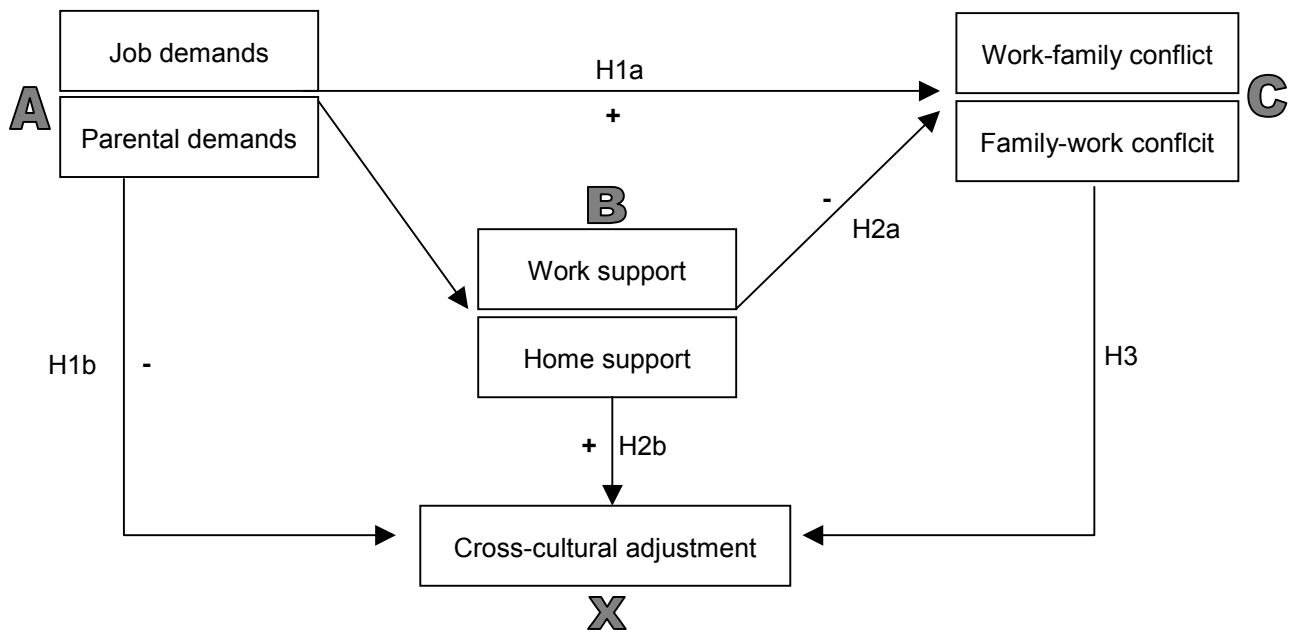 Job demands
Parental demands
A
H1a
+
Work-family conflict
Family-work conflcit
C
B
Work support
Home support
-
H2a
H1b
-
H3
+
H2b
Cross-cultural adjustment
X